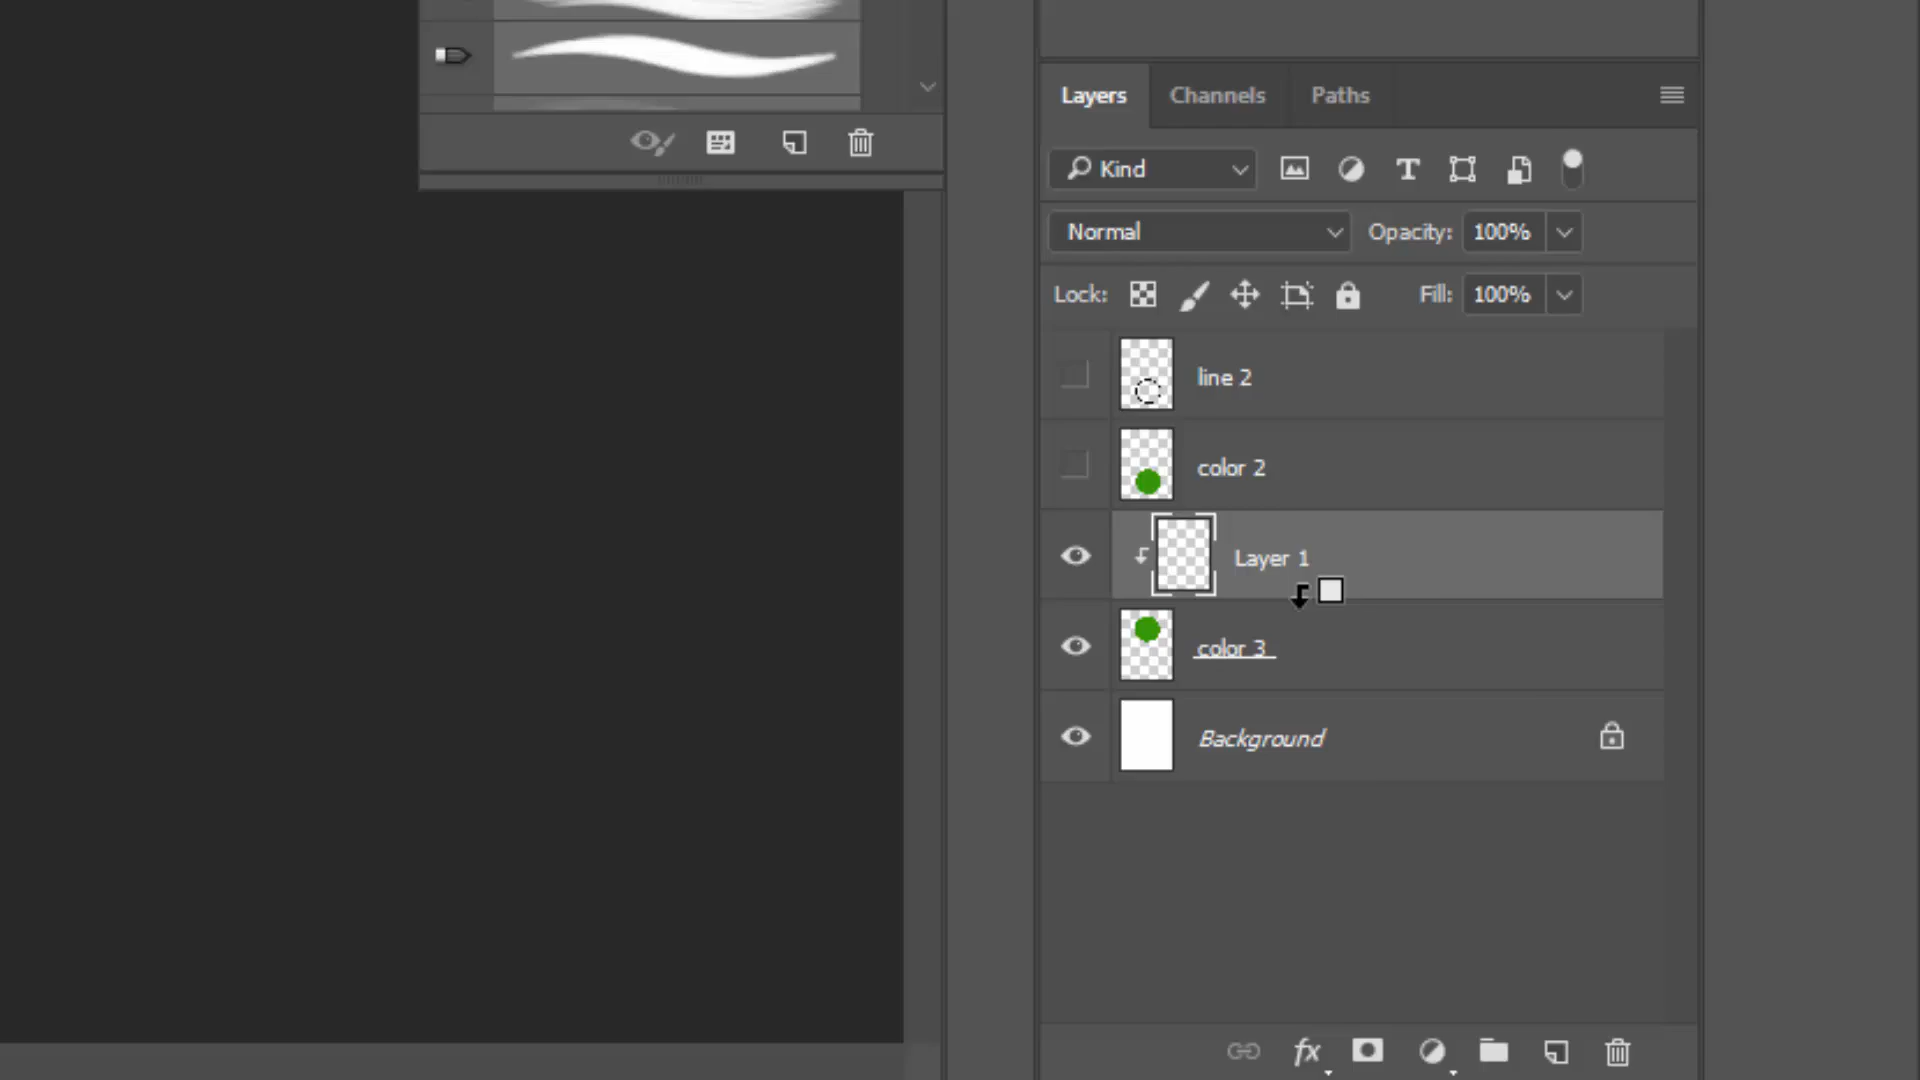 Layers Channels Paths
Kind
Normal Opacity: 100%
Lock: Fill: 100%
line 2
color 2
Layer 1
color 3
Background
fx